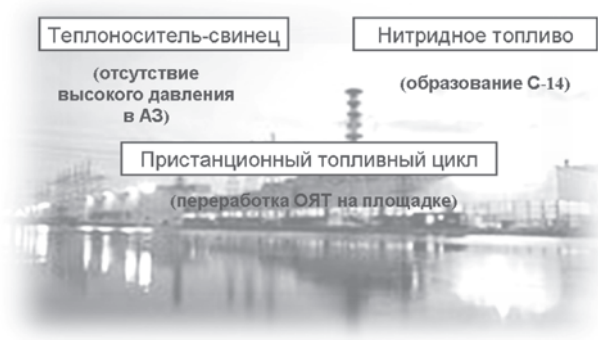 Теплоноситель-свинец
Нитридное топливо
(отсутствие
высокого давления
в АЗ)
(образование С-14)
Пристанционный топливный цикл
(переработка ОЯТ на площадке)